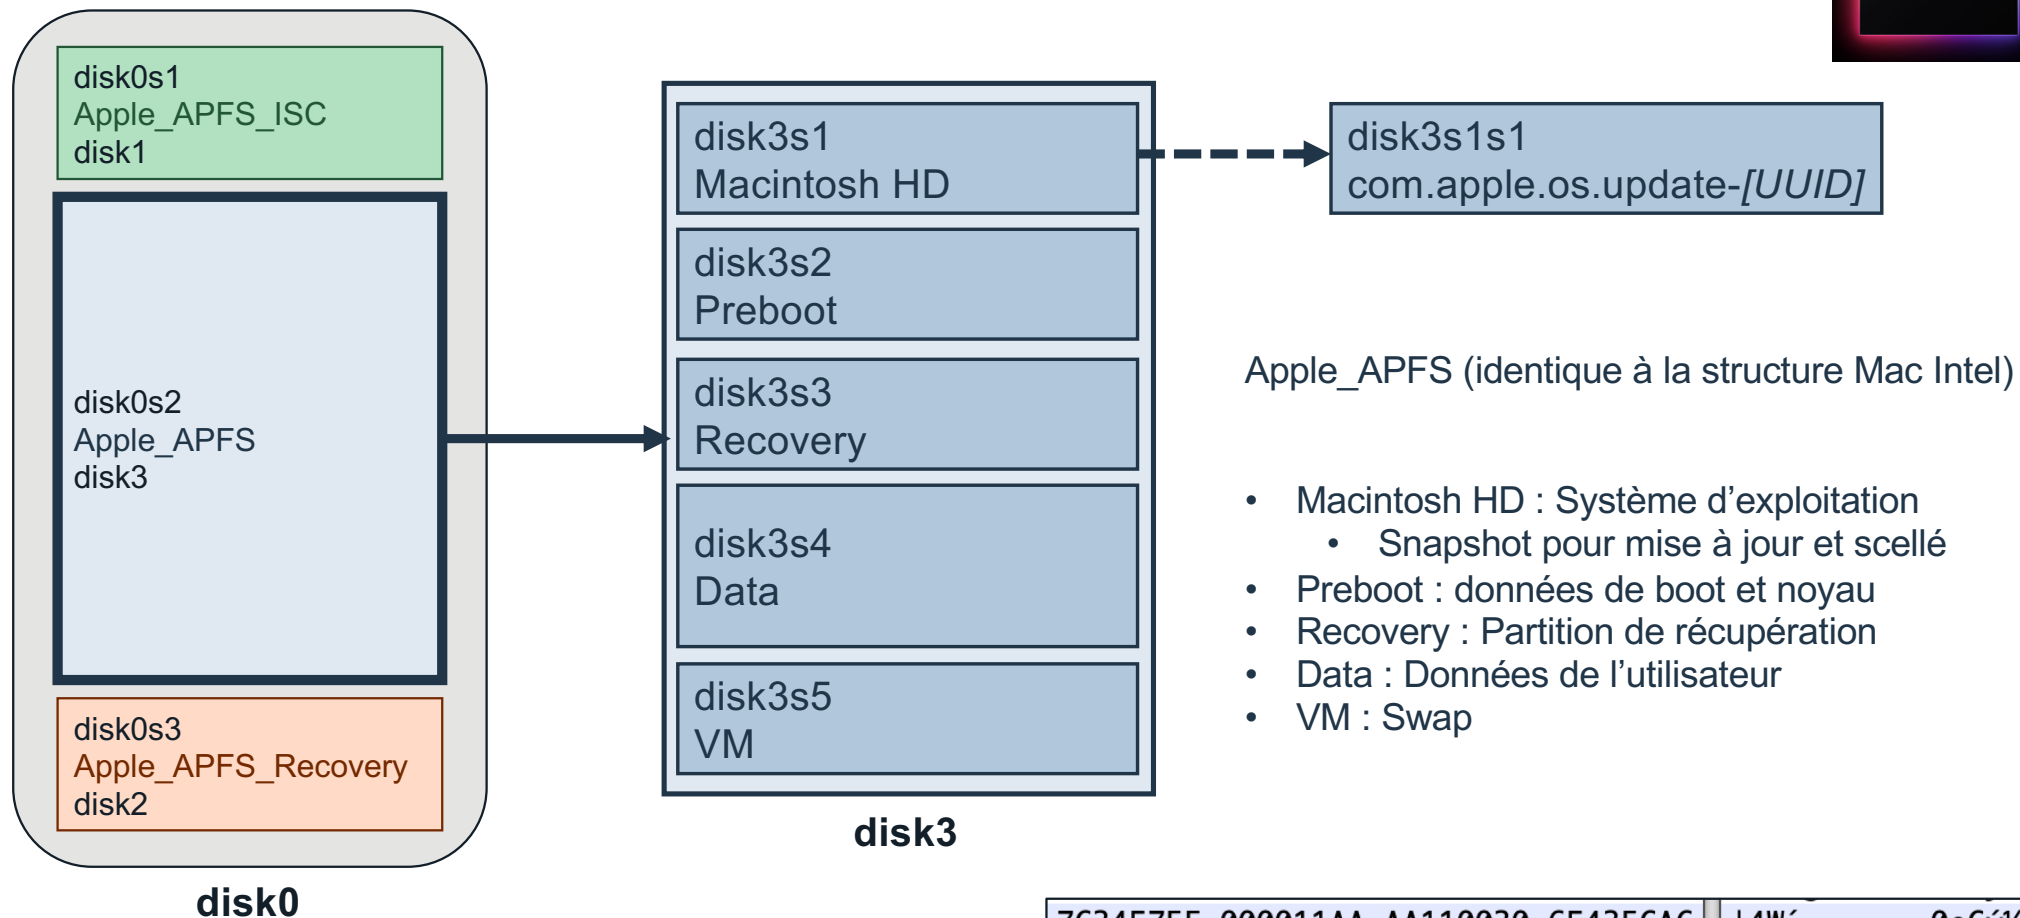 disk0s1
Apple_APFS_ISC
disk1
disk0s2
Apple_APFS
disk3
disk0s3
Apple_APFS_Recovery
disk2
disk0
disk3s1
Macintosh HD
disk3s2
Preboot
disk3s3
Recovery
disk3s4
Data
disk3s5
VM
disk3
disk3s1s1
com.apple.os.update-[UUID]
Apple_APFS (identique à la structure Mac Intel)
• Macintosh HD : Système d’exploitation
• Snapshot pour mise à jour et scellé
• Preboot : données de boot et noyau
• Recovery : Partition de récupération
• Data : Données de l’utilisateur
• VM : Swap